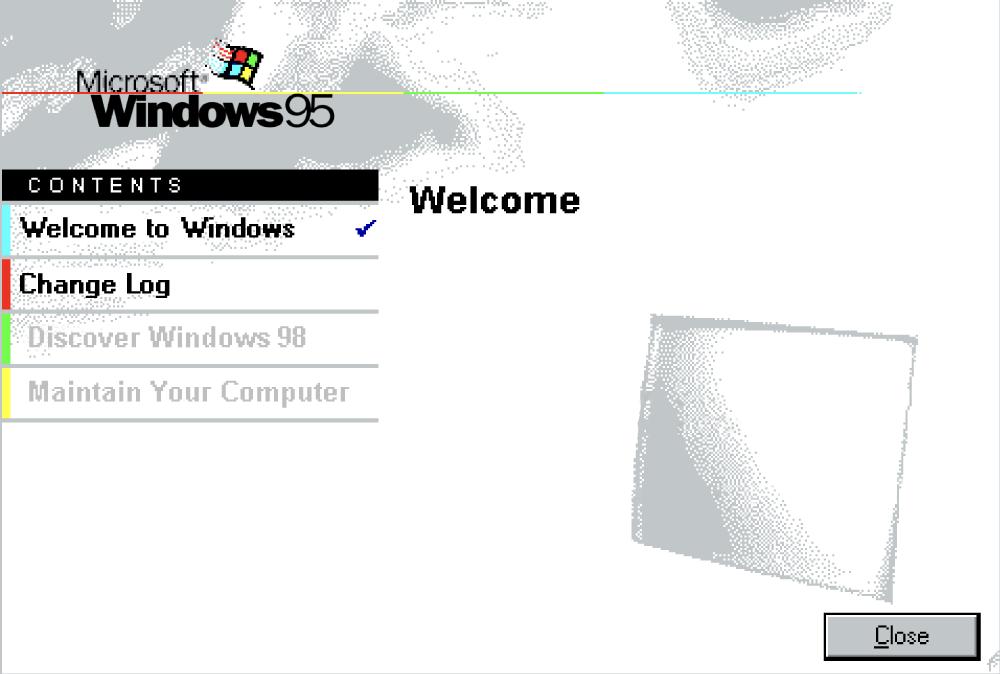 Microsoft®
Windows95
CONTENTS
Welcome to Windows
Change Log
Discover Windows 98
Maintain Your Computer
Welcome
Close